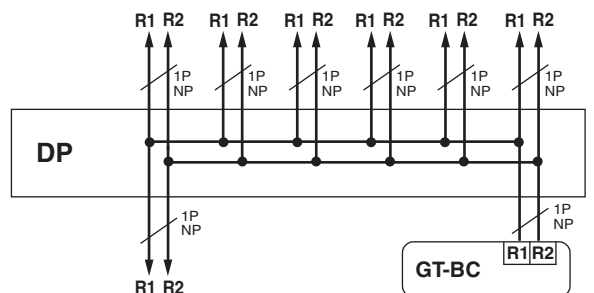 R1 R2 R1 R2 R1 R2 R1 R2 R1 R2 R1 R2
1P 1P 1P 1P 1P 1P
NP NP NP NP NP NP
DP
1P 1P
NP NP
R1 R2
GT-BC
R1 R2